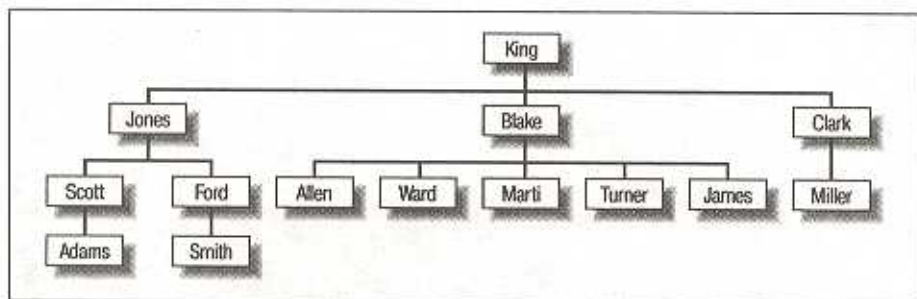 King
Jones Blake Clark
Scott Ford Allen Ward Marti Turner James Miller
Adams Smith